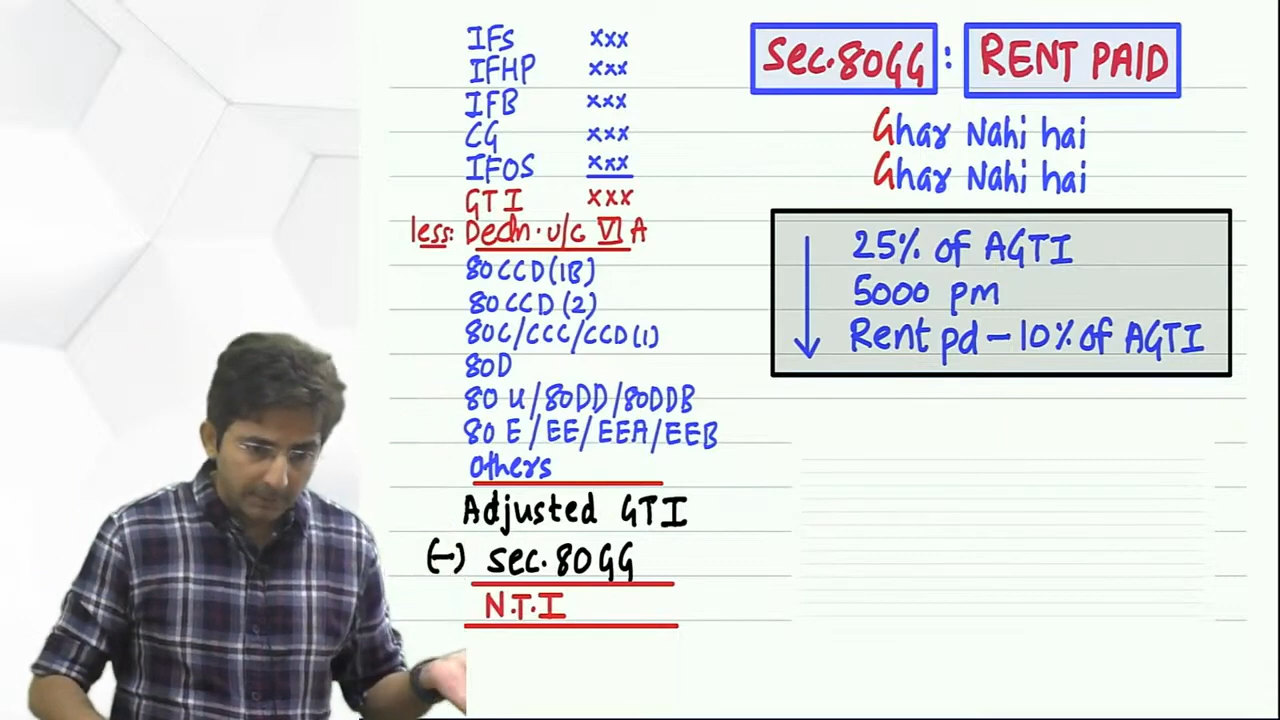 IFS xxx
IFHP xxx
IFB xxx
CG xxx
IFOS xxx
GTI xxx
less: Dedn. u/c VI A
80CCD(1B)
80CCD(2)
80C/CCC/CCD(1)
80D
80 U/80DD/80DDB
80 E/EE/EEA/EEB
Others
Adjusted GTI
(-) Sec.80GG
N.T.I
Sec.80GG : RENT PAID
Ghar Nahi hai
Ghar Nahi hai
25% of AGTI
5000 pm
Rent pd – 10% of AGTI